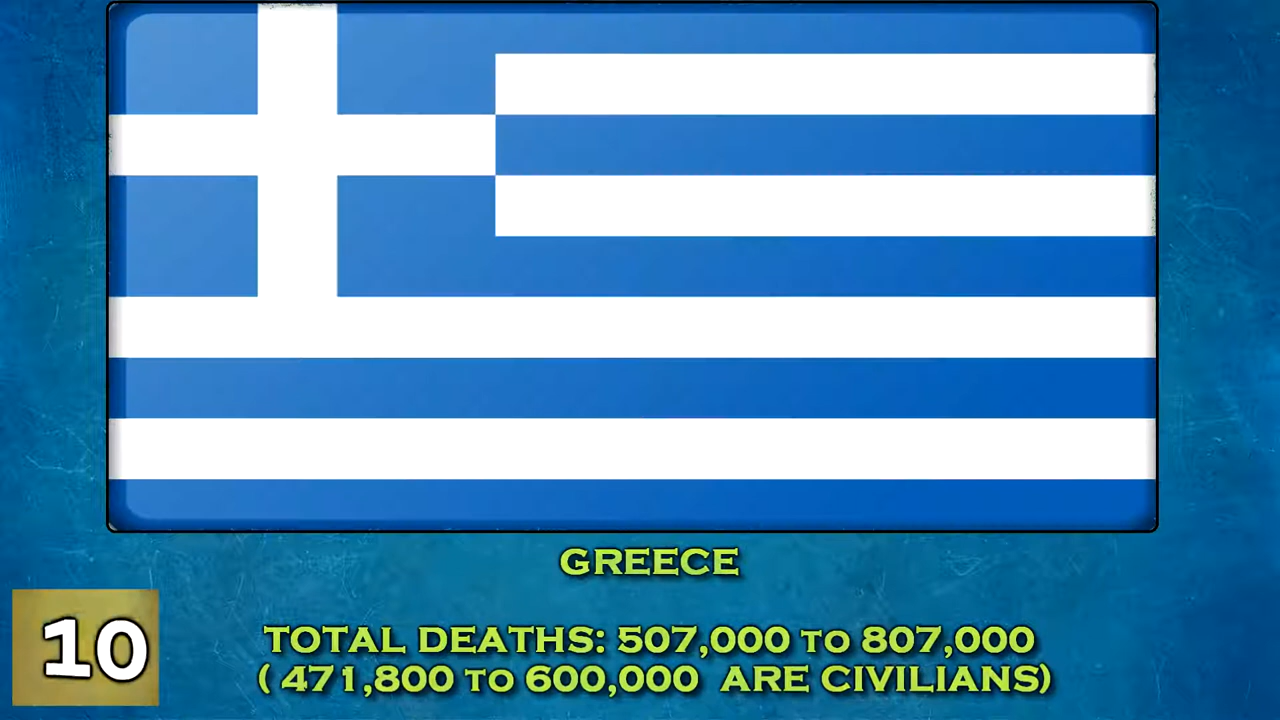 GREECE
10
TOTAL DEATHS: 507,000 TO 807,000
( 471,800 TO 600,000 ARE CIVILIANS)